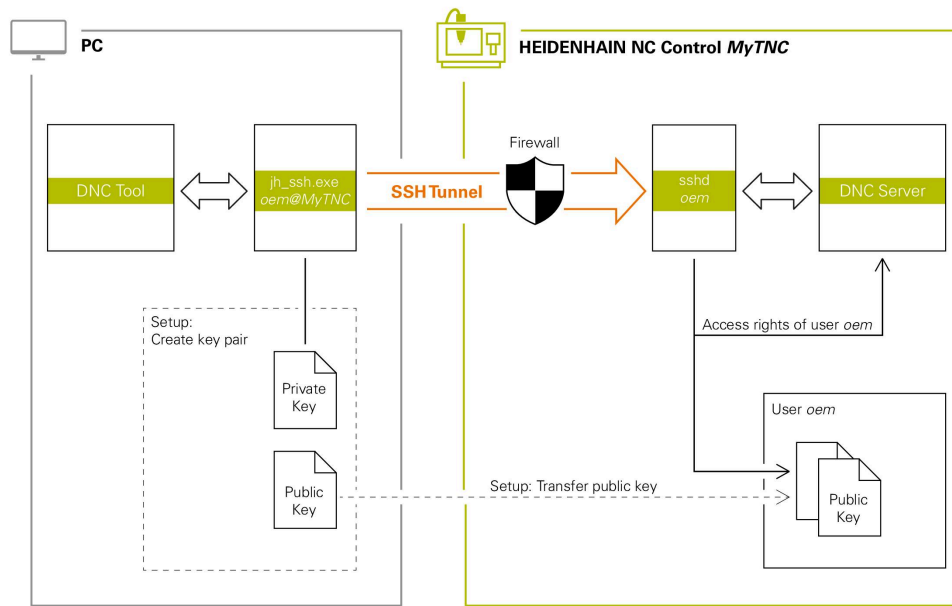 PC
HEIDENHAIN NC Control MyTNC
Firewall
DNC Tool
jh_ssh.exe
oem@MyTNC
SSH Tunnel
sshd
oem
DNC Server
Setup:
Create key pair
Access rights of user oem
Private
Key
User oem
Public
Key
Setup: Transfer public key
Public
Key